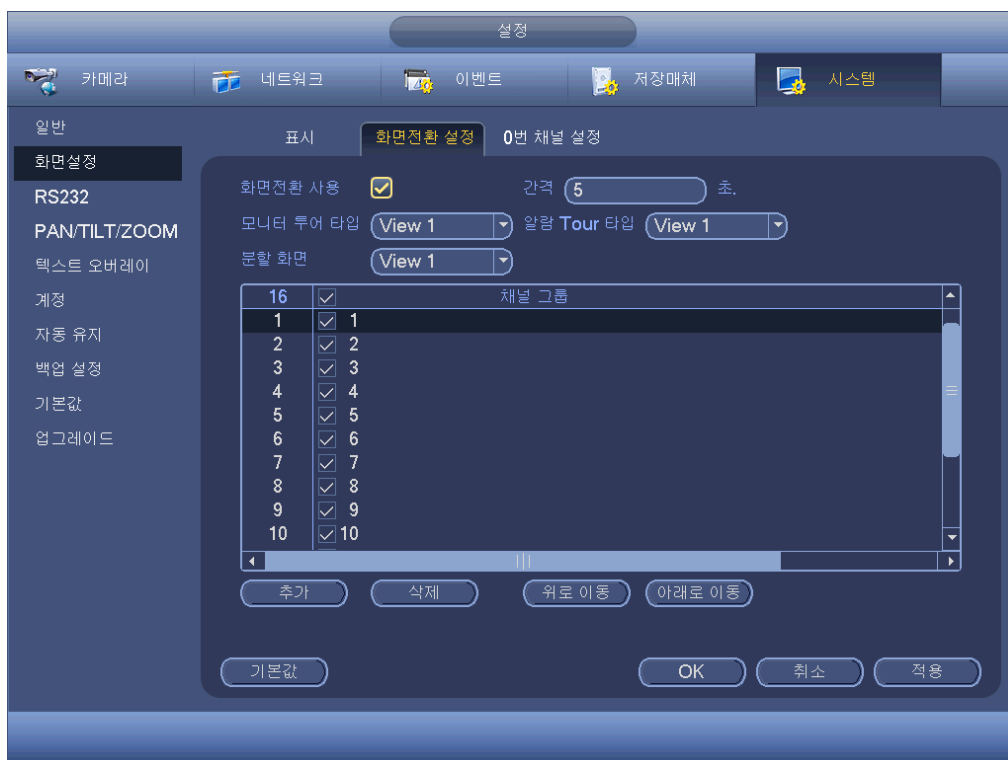 설정
카메라 네트워크 이벤트 저장매체 시스템
일반
화면설정
RS232
PAN/TILT/ZOOM
텍스트 오버레이
계정
자동 유지
백업 설정
기본값
업그레이드
표시 화면전환 설정 0번 채널 설정
화면전환 사용 간격 5 초.
모니터 투어 타입 View 1 알람 Tour 타입 View 1
분할 화면 View 1
16 채널 그룹
1 1
2 2
3 3
4 4
5 5
6 6
7 7
8 8
9 9
10 10
추가 삭제 위로 이동 아래로 이동
기본값 OK 취소 적용